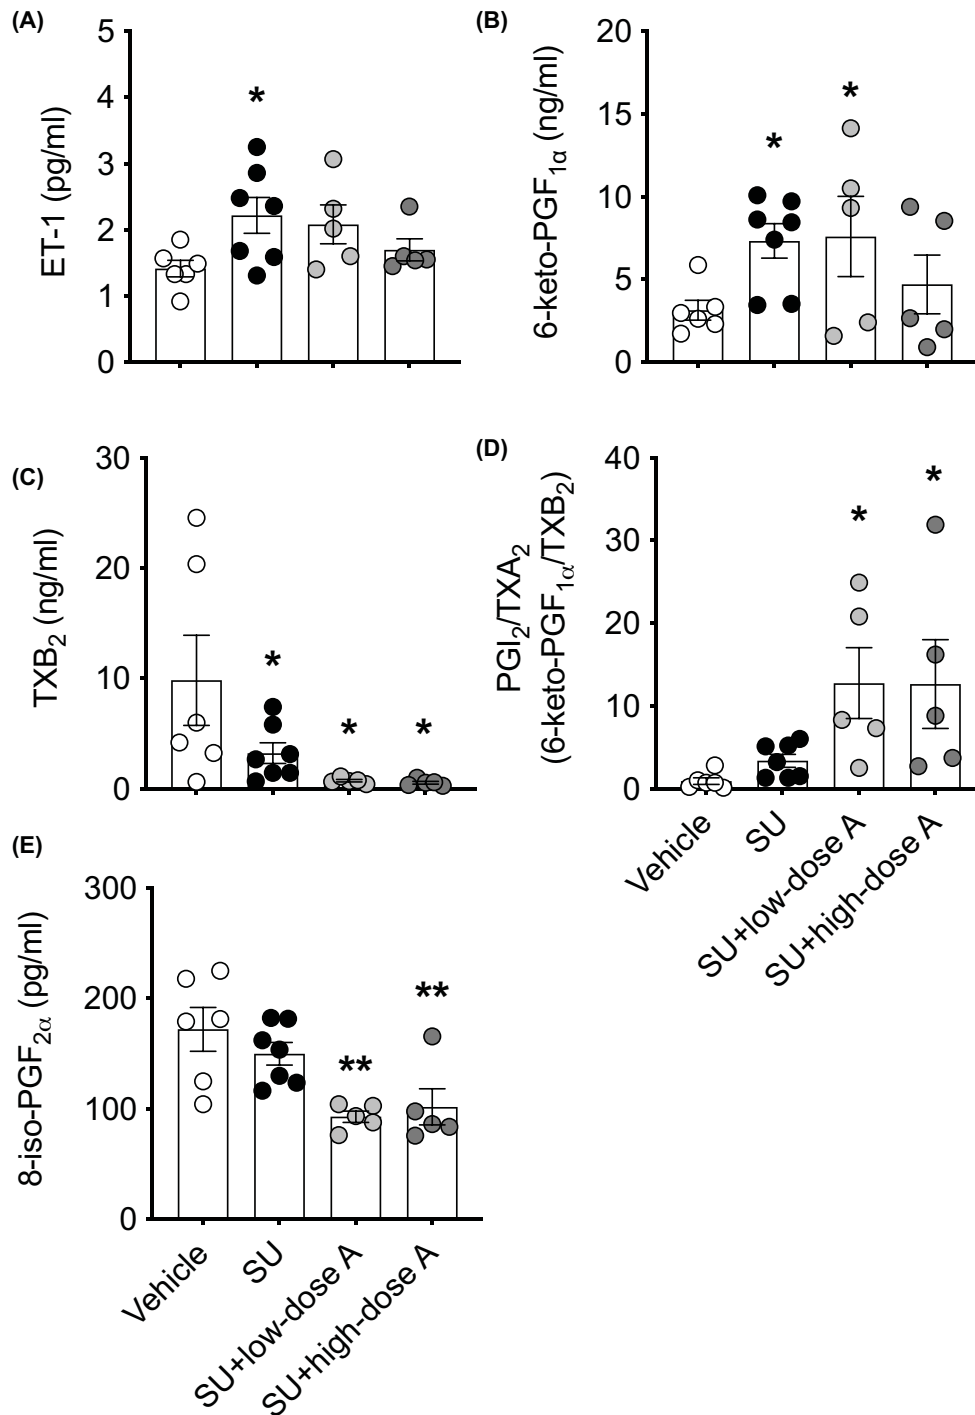 (A)
ET-1 (pg/ml)
5
4
3
2
1
0
*
(B)
6-keto-PGF1α (ng/ml)
20
15
10
5
0
*
*
(C)
TXB2 (ng/ml)
30
20
10
0
*
*
*
(D)
PGI2/TXA2
(6-keto-PGF1α/TXB2)
40
30
20
10
0
*
*
Vehicle
SU
SU+low-dose A
SU+high-dose A
(E)
8-iso-PGF2α (pg/ml)
300
200
100
0
**
**
Vehicle
SU
SU+low-dose A
SU+high-dose A